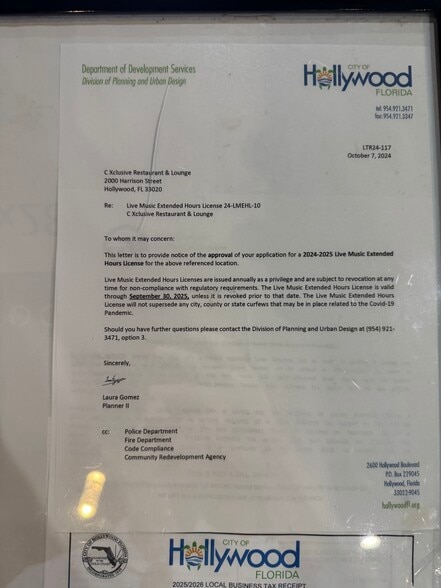 Department of Development Services
Division of Planning and Urban Design
CITY OF
Hollywood
FLORIDA
tel: 954.921.3471
fax: 954.921.3347
LTR24-117
October 7, 2024
C Xclusive Restaurant & Lounge
2000 Harrison Street
Hollywood, FL 33020
Re: Live Music Extended Hours License 24-LMEHL-10
C Xclusive Restaurant & Lounge
To whom it may concern:
This letter is to provide notice of the approval of your application for a 2024-2025 Live Music Extended
Hours License for the above referenced location.
Live Music Extended Hours Licenses are issued annually as a privilege and are subject to revocation at any
time for non-compliance with regulatory requirements. The Live Music Extended Hours License is valid
through September 30, 2025, unless it is revoked prior to that date. The Live Music Extended Hours
License will not supersede any city, county or state curfews that may be in place related to the Covid-19
Pandemic.
Should you have further questions please contact the Division of Planning and Urban Design at (954) 921-
3471, option 3.
Sincerely,
Laura Gomez
Planner II
cc: Police Department
Fire Department
Code Compliance
Community Redevelopment Agency
2600 Hollywood Boulevard
P.O. Box 229045
Hollywood, Florida
33022-9045
hollywoodfl.org
CITY OF
Hollywood
FLORIDA
2025/2026 LOCAL BUSINESS TAX RECEIPT